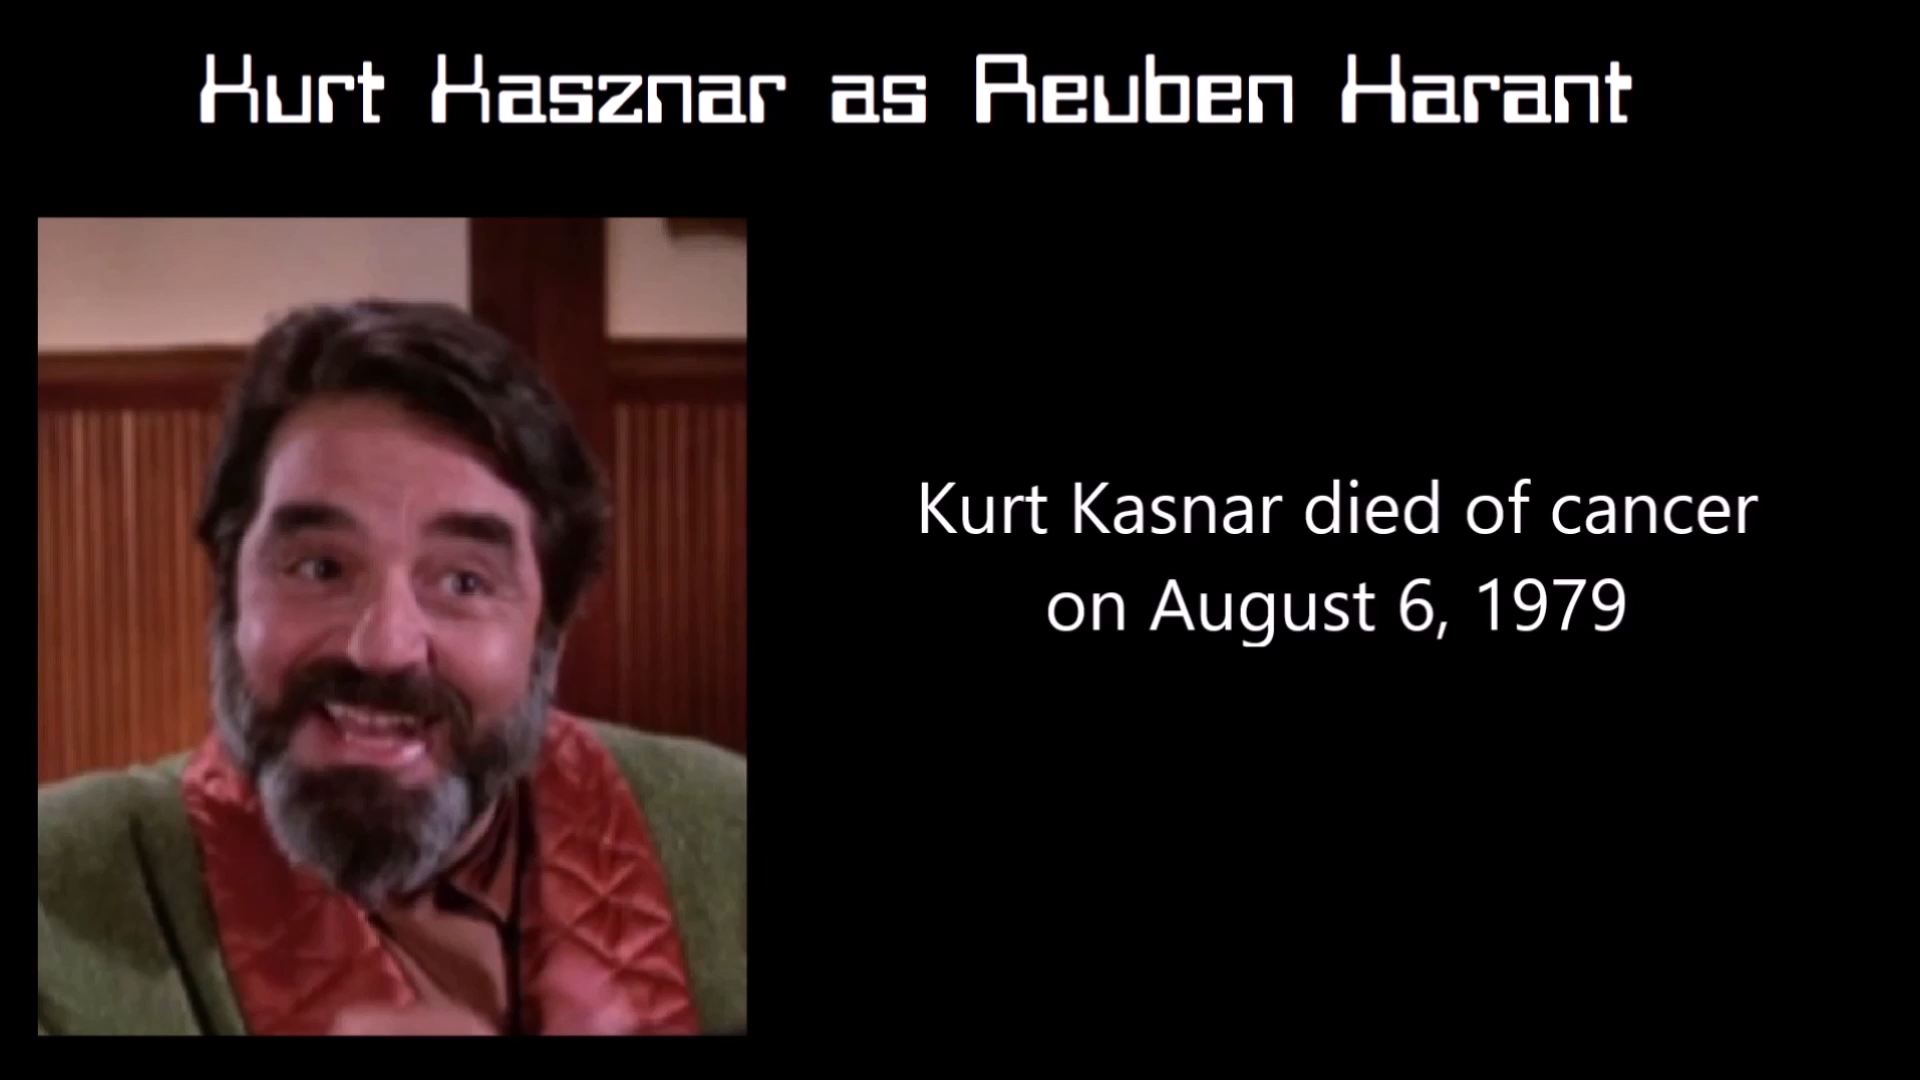 Kurt Kasznar as Reuben Harant
Kurt Kasnar died of cancer
on August 6, 1979